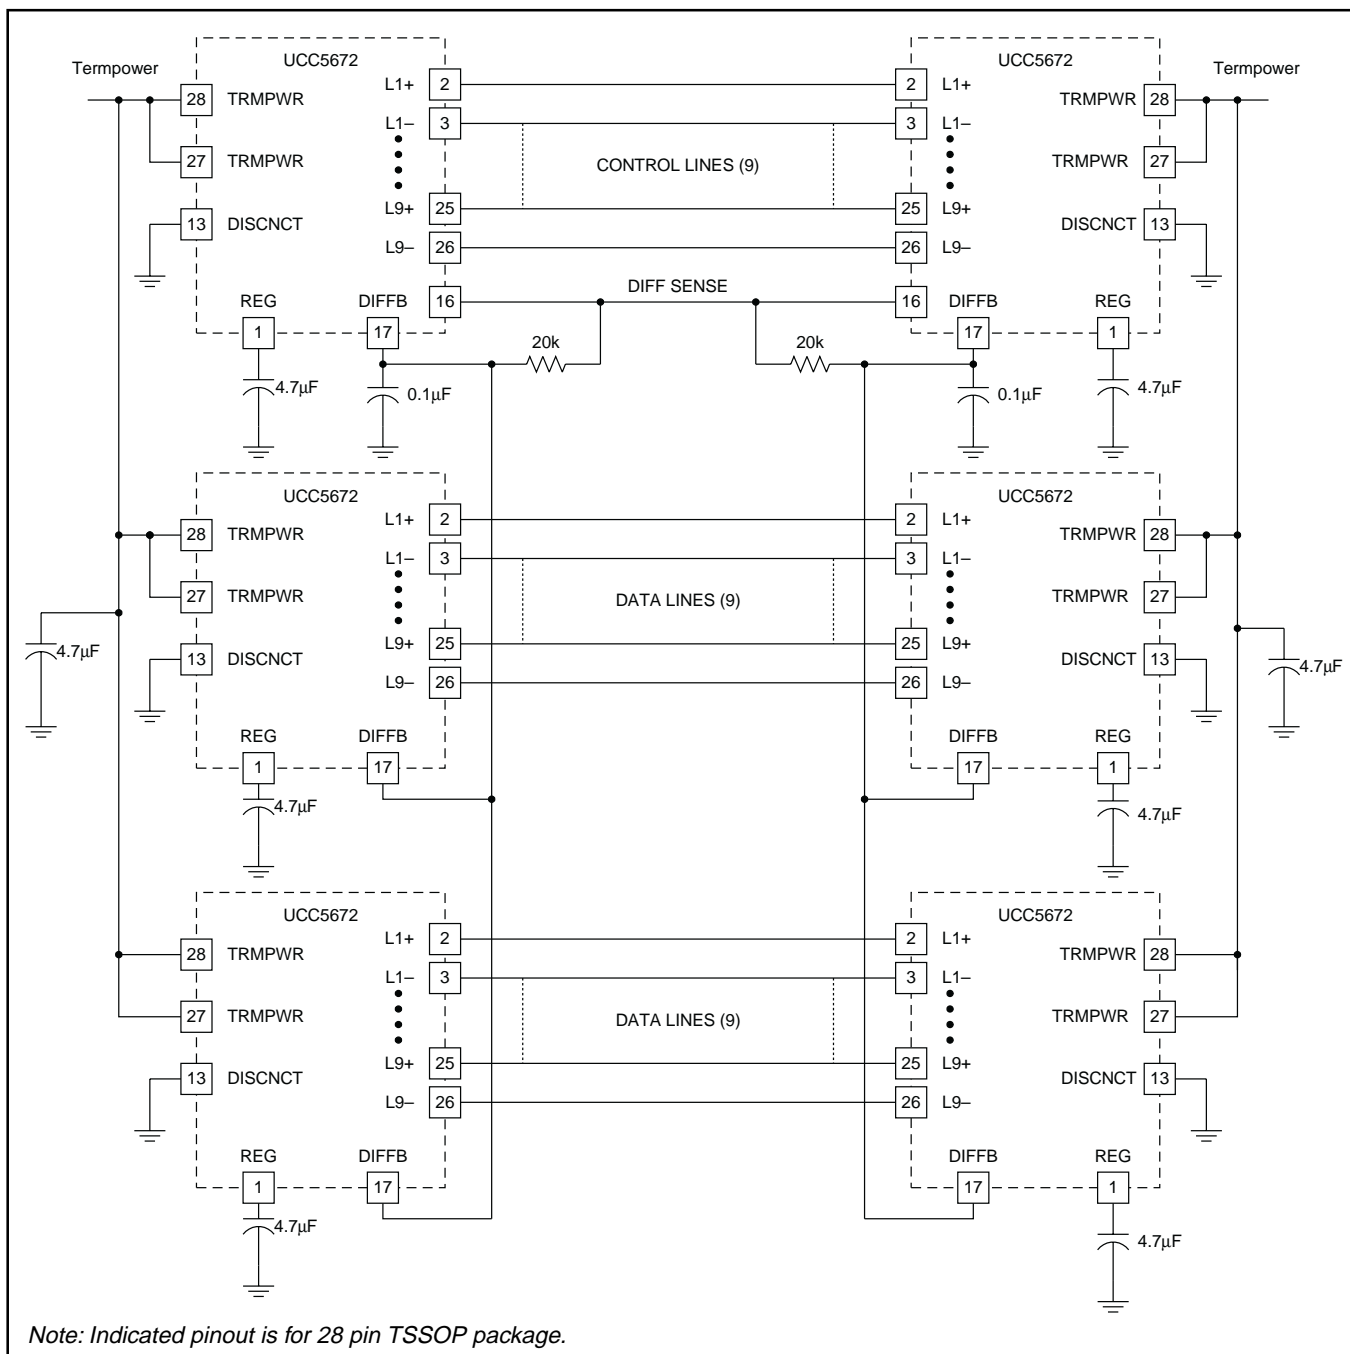 UCC5672 UCC5672
Termpower Termpower
L1+ 2 2 L1+
28 TRMPWR TRMPWR 28
L1– 3 3 L1–
27 TRMPWR CONTROL LINES (9) TRMPWR 27
L9+ 25 25 L9+
13 DISCNCT DISCNCT 13
L9– 26 26 L9–
DIFF SENSE
REG DIFFB 16 16 DIFFB REG
1 17 17 1
20k 20k
4.7µF 0.1µF 0.1µF 4.7µF
UCC5672 UCC5672
L1+ 2 2 L1+
28 TRMPWR TRMPWR 28
L1– 3 3 L1–
27 TRMPWR DATA LINES (9) TRMPWR 27
L9+ 25 25 L9+
4.7µF 13 DISCNCT DISCNCT 13 4.7µF
L9– 26 26 L9–
REG DIFFB DIFFB REG
1 17 17 1
4.7µF 4.7µF
UCC5672 UCC5672
L1+ 2 2 L1+
28 TRMPWR TRMPWR 28
L1– 3 3 L1–
27 TRMPWR DATA LINES (9) TRMPWR 27
L9+ 25 25 L9+
13 DISCNCT DISCNCT 13
L9– 26 26 L9–
REG DIFFB DIFFB REG
1 17 17 1
4.7µF 4.7µF
Note: Indicated pinout is for 28 pin TSSOP package.